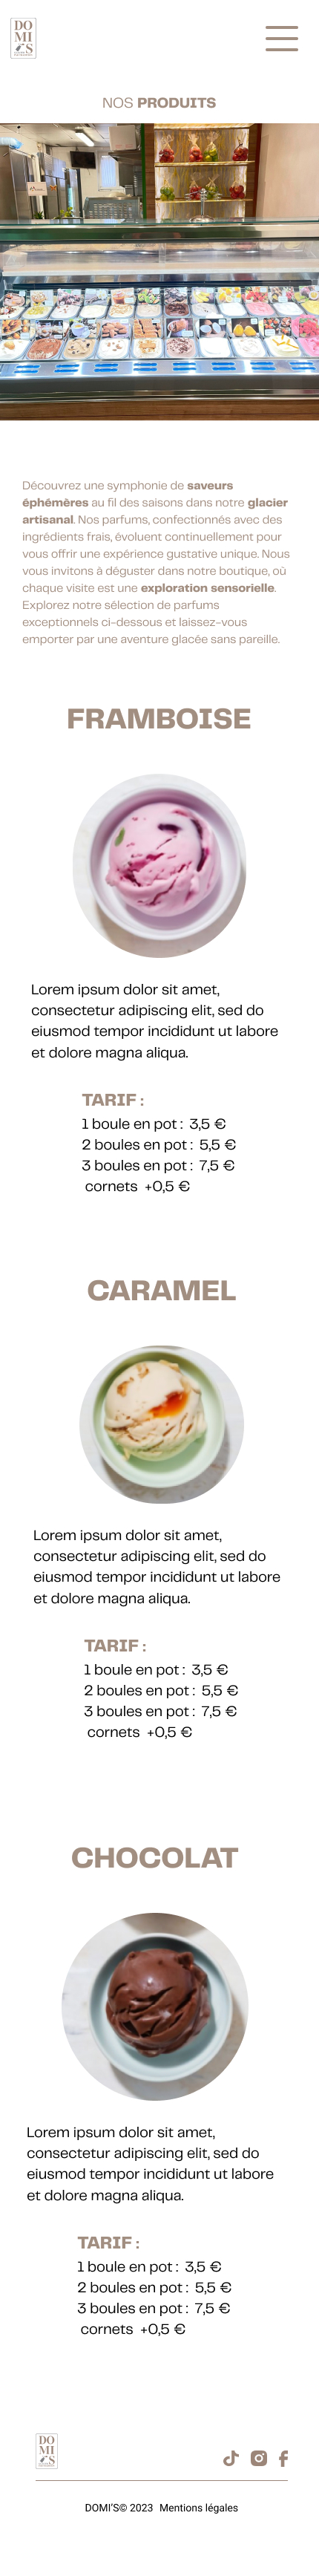 DO
MI
'S
NOS PRODUITS
Découvrez une symphonie de saveurs
éphémères au fil des saisons dans notre glacier
artisanal. Nos parfums, confectionnés avec des
ingrédients frais, évoluent continuellement pour
vous offrir une expérience gustative unique. Nous
vous invitons à déguster dans notre boutique, où
chaque visite est une exploration sensorielle.
Explorez notre sélection de parfums
exceptionnels ci-dessous et laissez-vous
emporter par une aventure glacée sans pareille.
FRAMBOISE
Lorem ipsum dolor sit amet,
consectetur adipiscing elit, sed do
eiusmod tempor incididunt ut labore
et dolore magna aliqua.
TARIF :
1 boule en pot : 3,5 €
2 boules en pot : 5,5 €
3 boules en pot : 7,5 €
cornets +0,5 €
CARAMEL
Lorem ipsum dolor sit amet,
consectetur adipiscing elit, sed do
eiusmod tempor incididunt ut labore
et dolore magna aliqua.
TARIF :
1 boule en pot : 3,5 €
2 boules en pot : 5,5 €
3 boules en pot : 7,5 €
cornets +0,5 €
CHOCOLAT
Lorem ipsum dolor sit amet,
consectetur adipiscing elit, sed do
eiusmod tempor incididunt ut labore
et dolore magna aliqua.
TARIF :
1 boule en pot : 3,5 €
2 boules en pot : 5,5 €
3 boules en pot : 7,5 €
cornets +0,5 €
DO
MI
'S
DOMI'S© 2023 Mentions légales